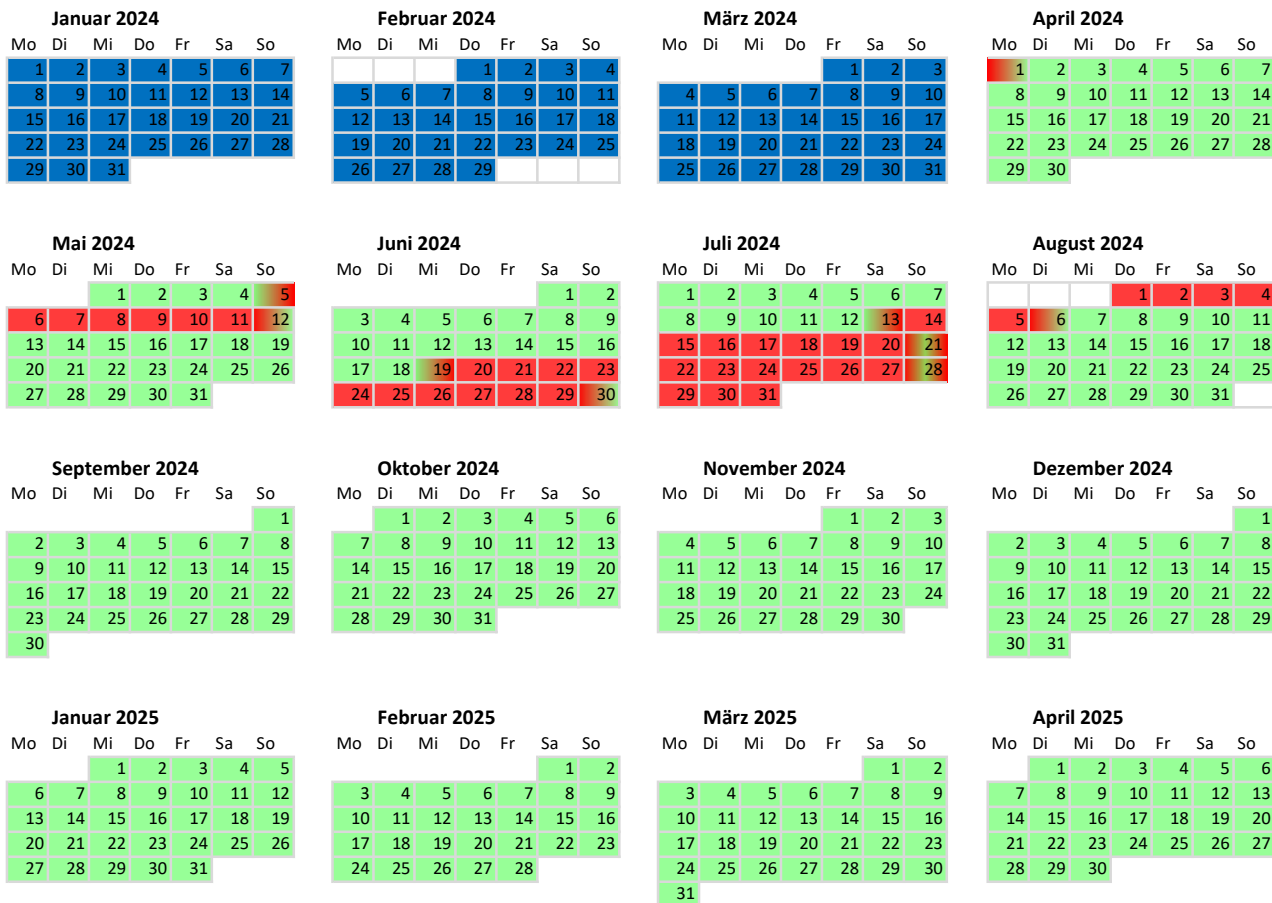 Januar 2024 Februar 2024 März 2024 April 2024
Mo Di Mi Do Fr Sa So Mo Di Mi Do Fr Sa So Mo Di Mi Do Fr Sa So Mo Di Mi Do Fr Sa So
1 2 3 4 5 6 7 1 2 3 4 1 2 3 1 2 3 4 5 6 7
8 9 10 11 12 13 14 5 6 7 8 9 10 11 4 5 6 7 8 9 10 8 9 10 11 12 13 14
15 16 17 18 19 20 21 12 13 14 15 16 17 18 11 12 13 14 15 16 17 15 16 17 18 19 20 21
22 23 24 25 26 27 28 19 20 21 22 23 24 25 18 19 20 21 22 23 24 22 23 24 25 26 27 28
29 30 31 26 27 28 29 25 26 27 28 29 30 31 29 30
Mai 2024 Juni 2024 Juli 2024 August 2024
Mo Di Mi Do Fr Sa So Mo Di Mi Do Fr Sa So Mo Di Mi Do Fr Sa So Mo Di Mi Do Fr Sa So
1 2 3 4 5 1 2 1 2 3 4 5 6 7 1 2 3 4
6 7 8 9 10 11 12 3 4 5 6 7 8 9 8 9 10 11 12 13 14 5 6 7 8 9 10 11
13 14 15 16 17 18 19 10 11 12 13 14 15 16 15 16 17 18 19 20 21 12 13 14 15 16 17 18
20 21 22 23 24 25 26 17 18 19 20 21 22 23 22 23 24 25 26 27 28 19 20 21 22 23 24 25
27 28 29 30 31 24 25 26 27 28 29 30 29 30 31 26 27 28 29 30 31
September 2024 Oktober 2024 November 2024 Dezember 2024
Mo Di Mi Do Fr Sa So Mo Di Mi Do Fr Sa So Mo Di Mi Do Fr Sa So Mo Di Mi Do Fr Sa So
1 1 2 3 4 5 6 1 2 3 1
2 3 4 5 6 7 8 7 8 9 10 11 12 13 4 5 6 7 8 9 10 2 3 4 5 6 7 8
9 10 11 12 13 14 15 14 15 16 17 18 19 20 11 12 13 14 15 16 17 9 10 11 12 13 14 15
16 17 18 19 20 21 22 21 22 23 24 25 26 27 18 19 20 21 22 23 24 16 17 18 19 20 21 22
23 24 25 26 27 28 29 28 29 30 31 25 26 27 28 29 30 23 24 25 26 27 28 29
30 30 31
Januar 2025 Februar 2025 März 2025 April 2025
Mo Di Mi Do Fr Sa So Mo Di Mi Do Fr Sa So Mo Di Mi Do Fr Sa So Mo Di Mi Do Fr Sa So
1 2 3 4 5 1 2 1 2 1 2 3 4 5 6
6 7 8 9 10 11 12 3 4 5 6 7 8 9 3 4 5 6 7 8 9 7 8 9 10 11 12 13
13 14 15 16 17 18 19 10 11 12 13 14 15 16 10 11 12 13 14 15 16 14 15 16 17 18 19 20
20 21 22 23 24 25 26 17 18 19 20 21 22 23 17 18 19 20 21 22 23 21 22 23 24 25 26 27
27 28 29 30 31 24 25 26 27 28 24 25 26 27 28 29 30 28 29 30
31